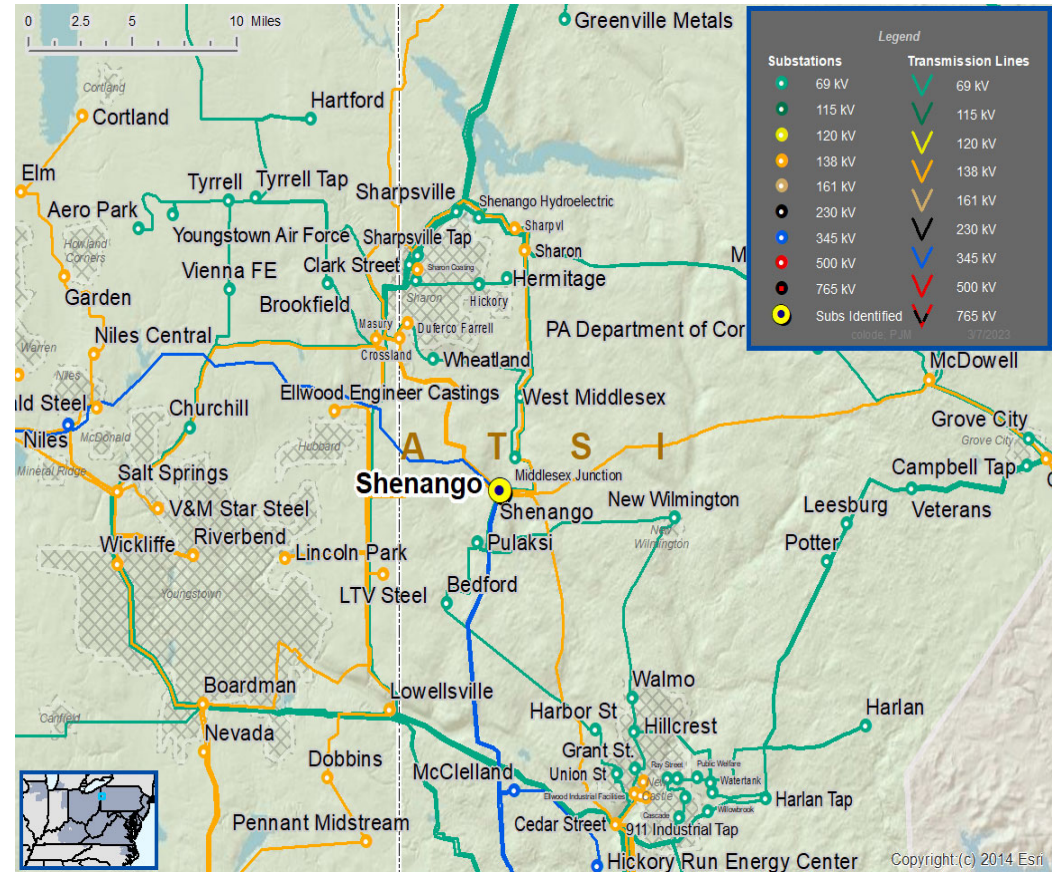 0 2.5 5 10 Miles
Greenville Metals
Legend
Substations Transmission Lines
69 kV 69 kV
115 kV 115 kV
120 kV 120 kV
138 kV 138 kV
161 kV 161 kV
230 kV 230 kV
345 kV 345 kV
500 kV 500 kV
765 kV 765 kV
Subs Identified
colode, PJM 3/7/2023
Cortland
Cortland
Hartford
Elm
Tyrrell
Tyrrell Tap
Sharpsville
Shenango Hydroelectric
Aero Park
Youngstown Air Force
Sharpsville Tap
Sharpvl
Sharon
Howland
Corners
Clark Street
Sharon Coating
Hermitage
M
Vienna FE
Brookfield
Sharon
Hickory
Garden
Niles Central
Masury
Duferco Farrell
PA Department of Cor
Warren
Crossland
Wheatland
McDowell
Niles
Ellwood Engineer Castings
West Middlesex
ald Steel
Churchill
Grove City
Niles
McDonald
Hubbard
A T S I
Grove City
Mineral Ridge
Salt Springs
Middlesex Junction
Campbell Tap
Shenango
New Wilmington
Leesburg
V&M Star Steel
Shenango
Veterans
Wickliffe
Riverbend
Lincoln Park
Pulaksi
New
Wilmington
Potter
Youngstown
LTV Steel
Bedford
Boardman
Lowellsville
Walmo
Canfield
Harbor St
Harlan
Nevada
Hillcrest
Dobbins
Grant St.
McClelland
Union St
Ray Street
Public Welfare
New
Castle
Watertank
Ellwood Industrial Facilities
Harlan Tap
Cascade
Willowbrook
Pennant Midstream
Cedar Street
911 Industrial Tap
Hickory Run Energy Center
Copyright:(c) 2014 Esri